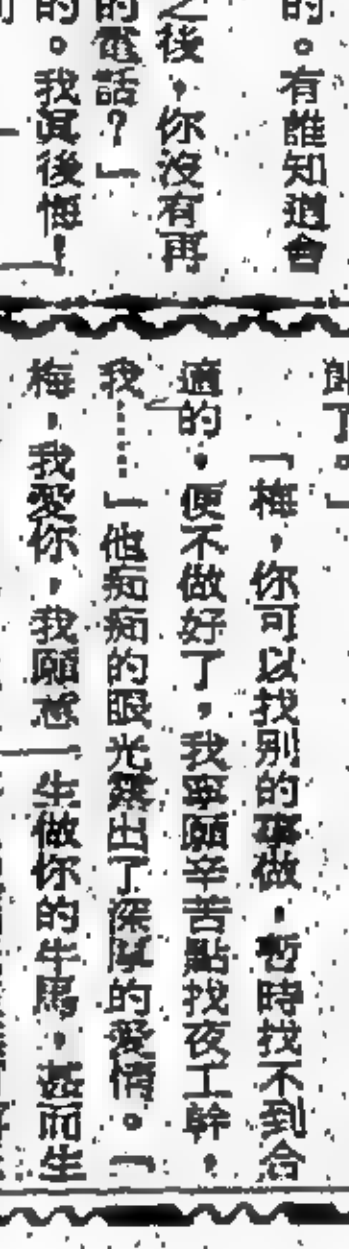 的。有誰知道會
之後，你沒有再
的電話？」
的。我眞後悔！
了。」
「梅，你可以找別的事做，暫時找不到合
適的，便不做好了，我寧願辛苦點找夜工幹，
我……」他痴痴的眼光露出了深厚的愛情。「
梅，我愛你，我願意一生做你的牛馬，甚而生